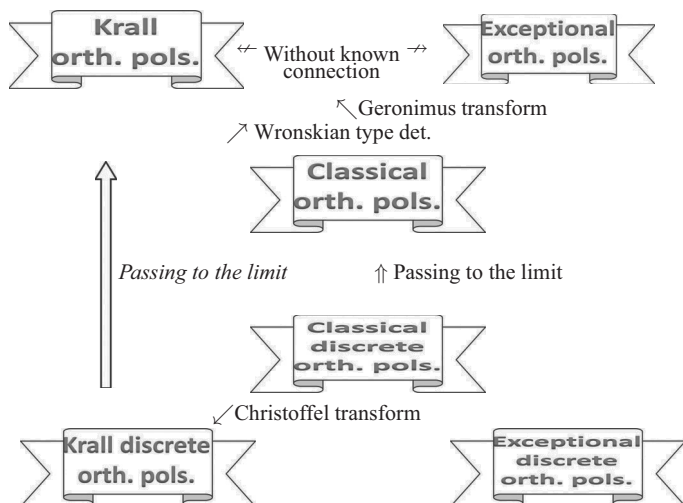 Krall
orth. pols.
↚ Without known ↛
connection
Exceptional
orth. pols.
↖ Geronimus transform
↗ Wronskian type det.
Classical
orth. pols.
Passing to the limit
⇑ Passing to the limit
Classical
discrete
orth. pols.
↙ Christoffel transform
Krall discrete
orth. pols.
Exceptional
discrete
orth. pols.